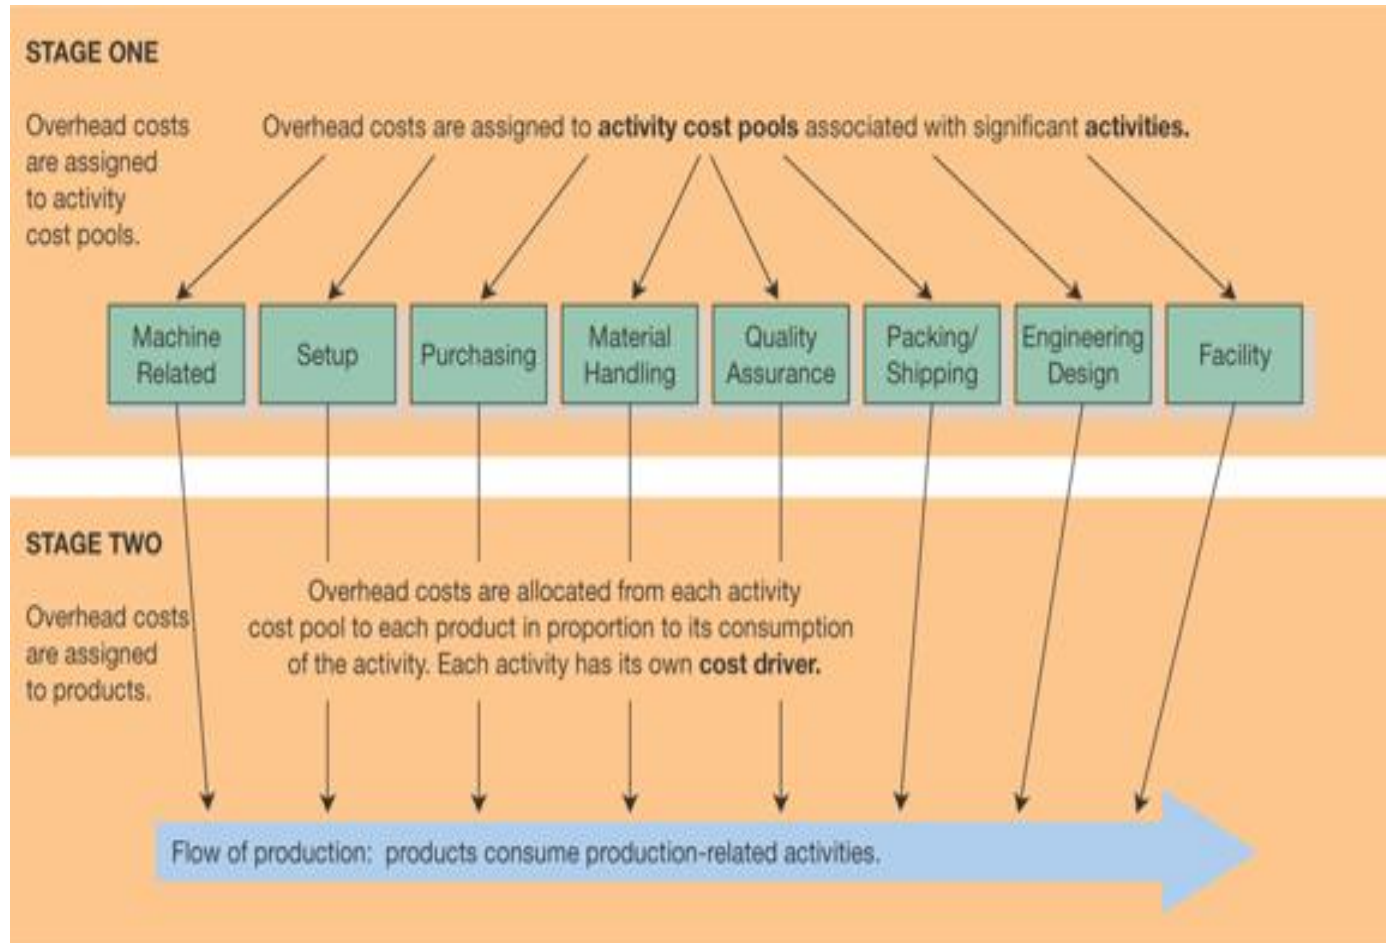 STAGE ONE
Overhead costs
are assigned
to activity
cost pools.
Overhead costs are assigned to activity cost pools associated with significant activities.
Machine
Related
Setup
Purchasing
Material
Handling
Quality
Assurance
Packing/
Shipping
Engineering
Design
Facility
STAGE TWO
Overhead costs
are assigned
to products.
Overhead costs are allocated from each activity
cost pool to each product in proportion to its consumption
of the activity. Each activity has its own cost driver.
Flow of production: products consume production-related activities.